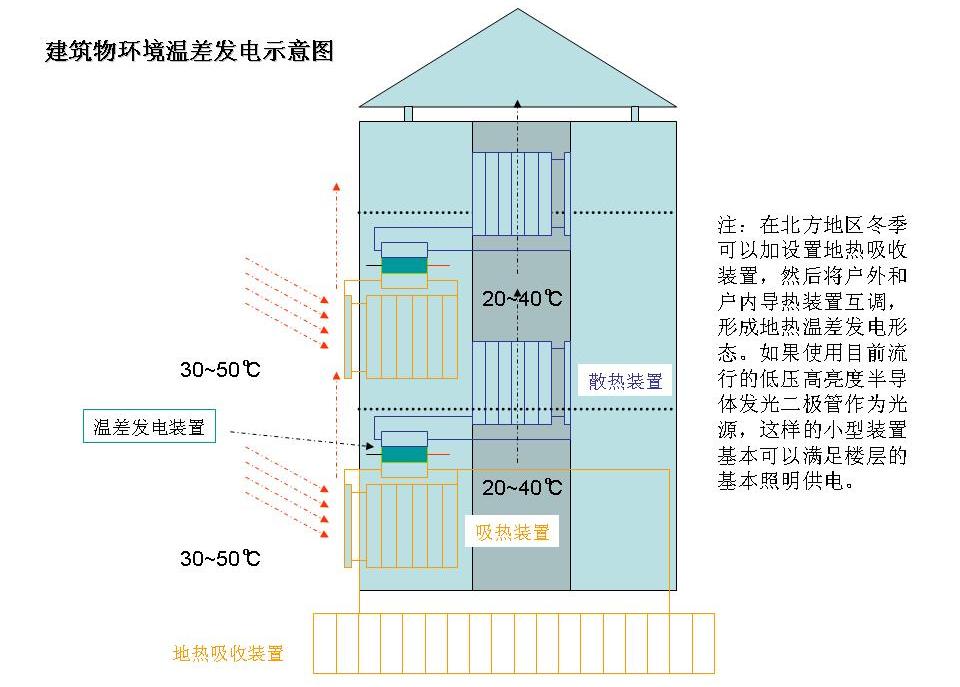 建筑物环境温差发电示意图
注：在北方地区冬季
可以加设置地热吸收
装置，然后将户外和
户内导热装置互调，
形成地热温差发电形
态。如果使用目前流
行的低压高亮度半导
体发光二极管作为光
源，这样的小型装置
基本可以满足楼层的
基本照明供电。
20~40℃
30~50℃
散热装置
温差发电装置
20~40℃
吸热装置
30~50℃
地热吸收装置